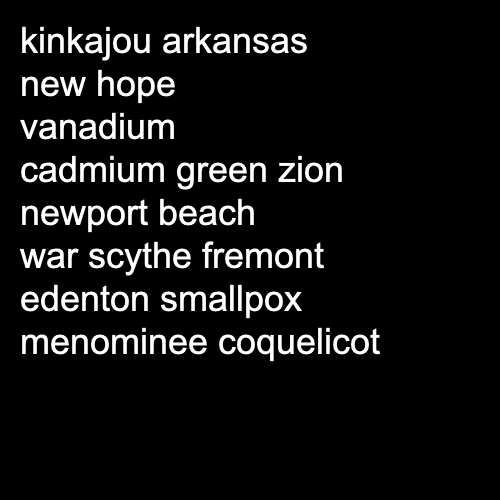 kinkajou arkansas
new hope
vanadium
cadmium green zion
newport beach
war scythe fremont
edenton smallpox
menominee coquelicot